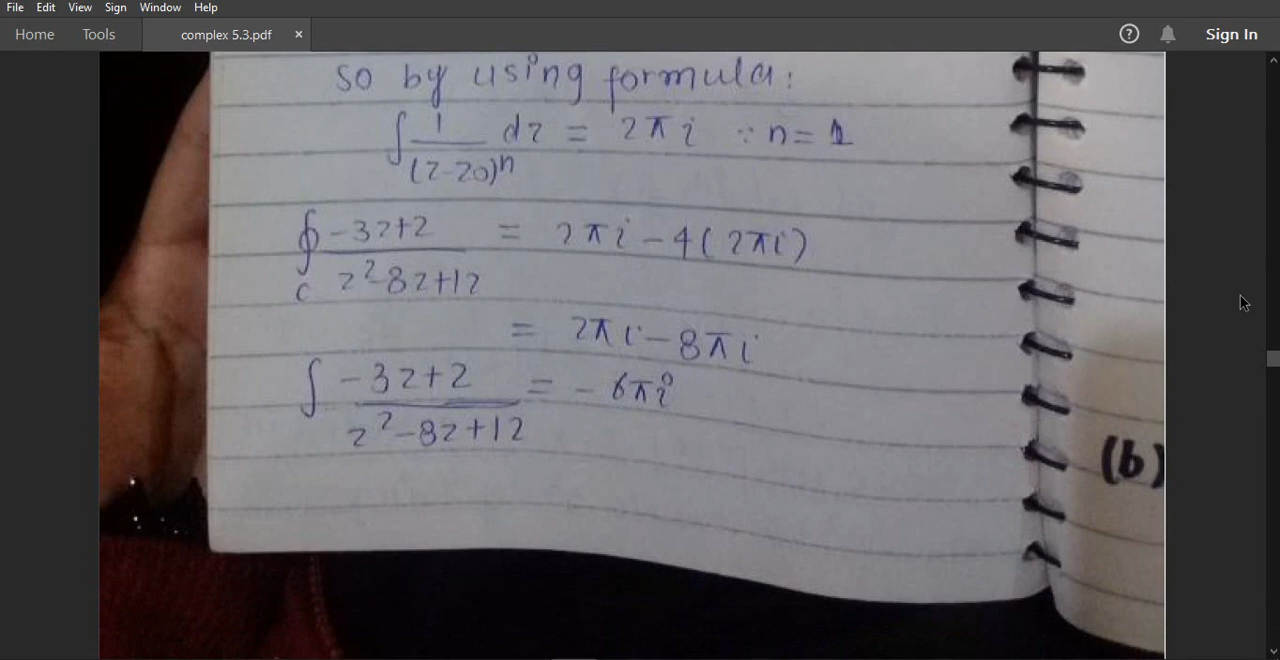 File Edit View Sign Window Help
Home Tools complex 5.3.pdf × ? Sign In
so by using formula:
∫ 1/(z-z0)^n dz = 2πi ∵ n=1
∮_C -3z+2/z²-8z+12 = 2πi-4(2πi)
= 2πi-8πi
∫ -3z+2/z²-8z+12 = -6πi
(b)